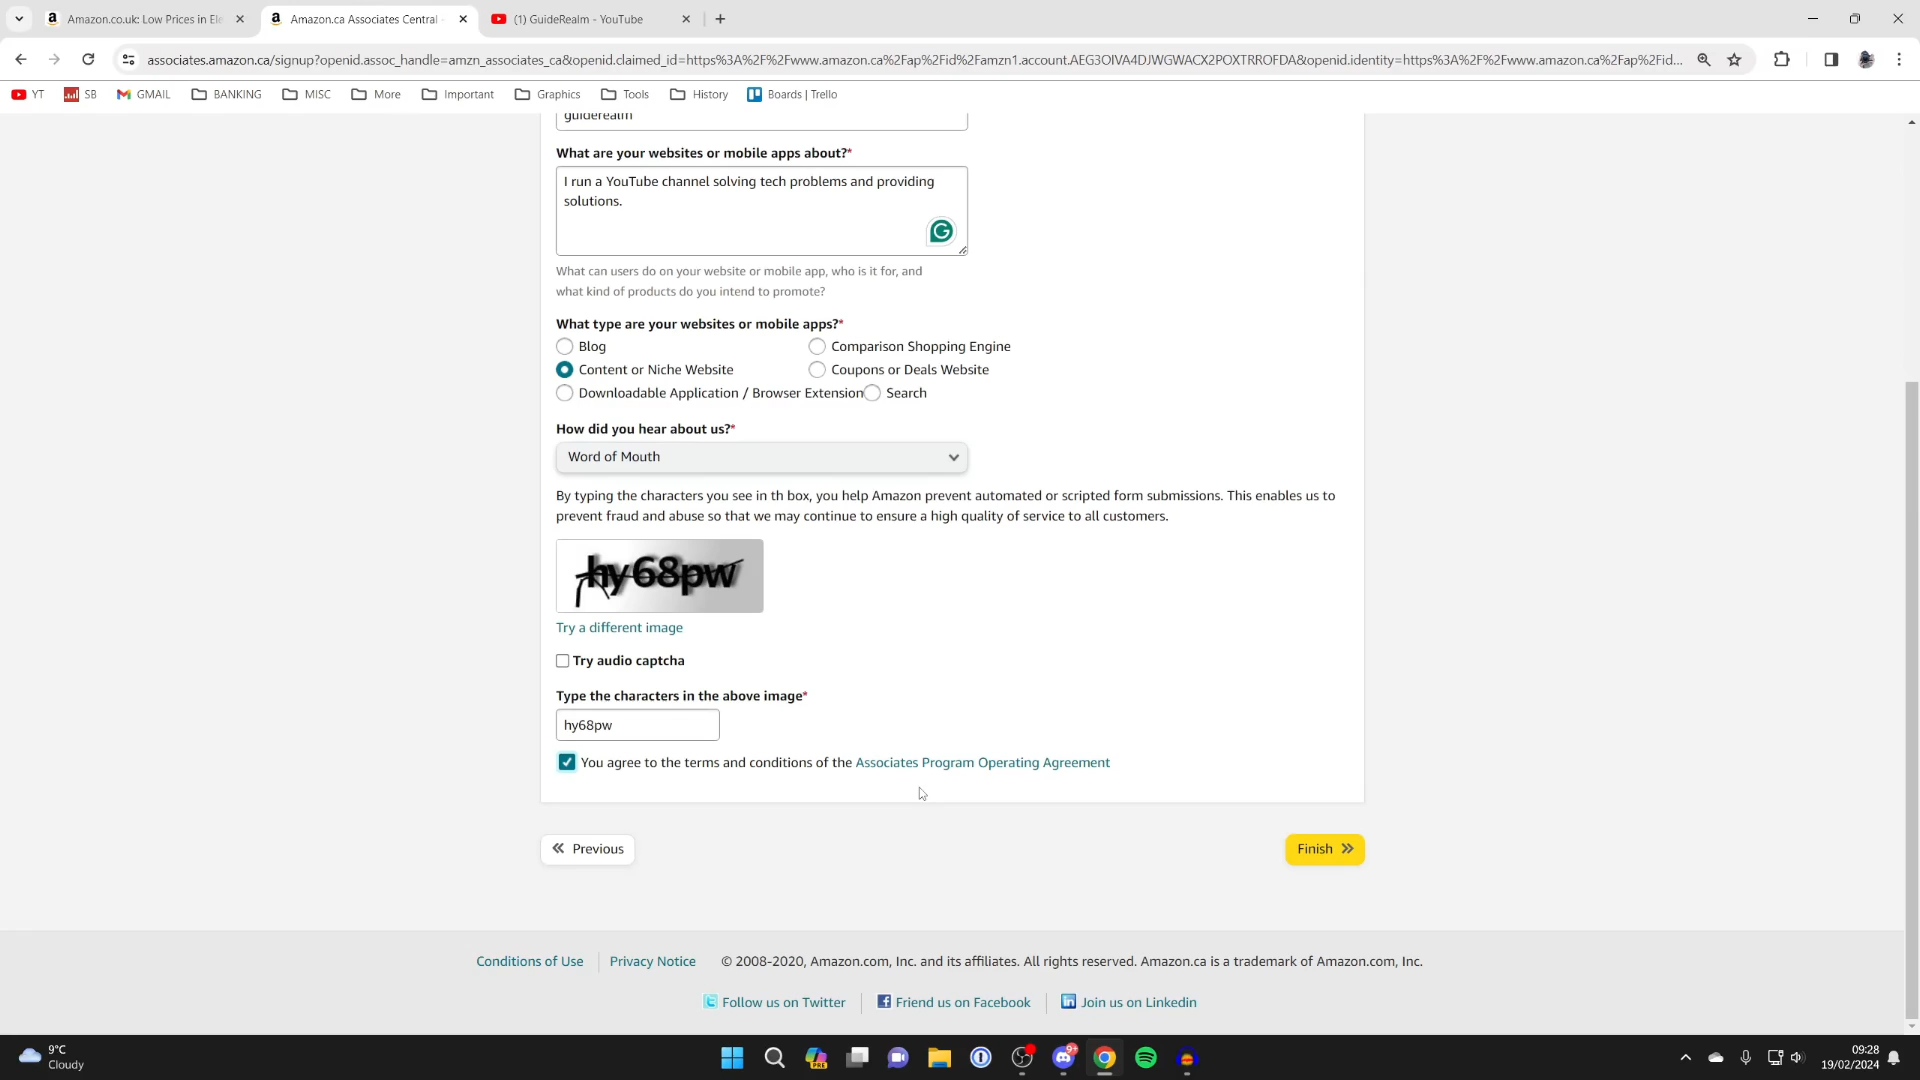 Amazon.co.uk: Low Prices in Ele
Amazon.ca Associates Central -
(1) GuideRealm - YouTube
associates.amazon.ca/signup?openid.assoc_handle=amzn_associates_ca&openid.claimed_id=https%3A%2F%2Fwww.amazon.ca%2Fap%2Fid%2Famzn1.account.AEG3OIVA4DJWGWACX2POXTRROFDA&openid.identity=https%3A%2F%2Fwww.amazon.ca%2Fap%2Fid...
YT SB GMAIL BANKING MISC More Important Graphics Tools History Boards | Trello
guiderealm
What are your websites or mobile apps about?*
I run a YouTube channel solving tech problems and providing
solutions.
What can users do on your website or mobile app, who is it for, and
what kind of products do you intend to promote?
What type are your websites or mobile apps?*
Blog Comparison Shopping Engine
Content or Niche Website Coupons or Deals Website
Downloadable Application / Browser Extension Search
How did you hear about us?*
Word of Mouth
By typing the characters you see in th box, you help Amazon prevent automated or scripted form submissions. This enables us to
prevent fraud and abuse so that we may continue to ensure a high quality of service to all customers.
hy68pw
Try a different image
Try audio captcha
Type the characters in the above image*
hy68pw
You agree to the terms and conditions of the Associates Program Operating Agreement
« Previous Finish »
Conditions of Use Privacy Notice © 2008-2020, Amazon.com, Inc. and its affiliates. All rights reserved. Amazon.ca is a trademark of Amazon.com, Inc.
Follow us on Twitter Friend us on Facebook Join us on Linkedin
9°C
Cloudy
PRE
9+
09:28
19/02/2024